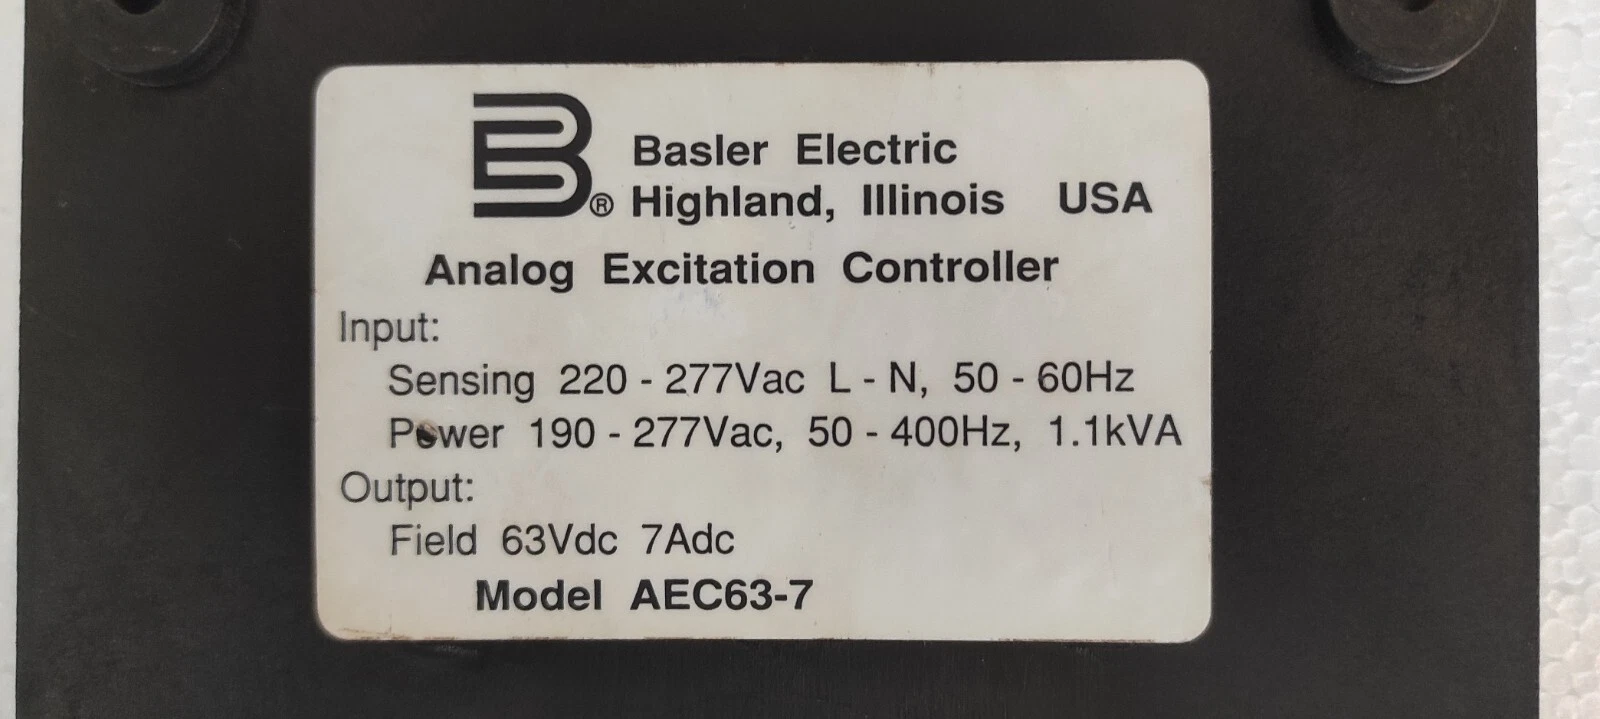 Basler Electric
® Highland, Illinois USA
Analog Excitation Controller
Input:
Sensing 220 - 277Vac L - N, 50 - 60Hz
Power 190 - 277Vac, 50 - 400Hz, 1.1kVA
Output:
Field 63Vdc 7Adc
Model AEC63-7